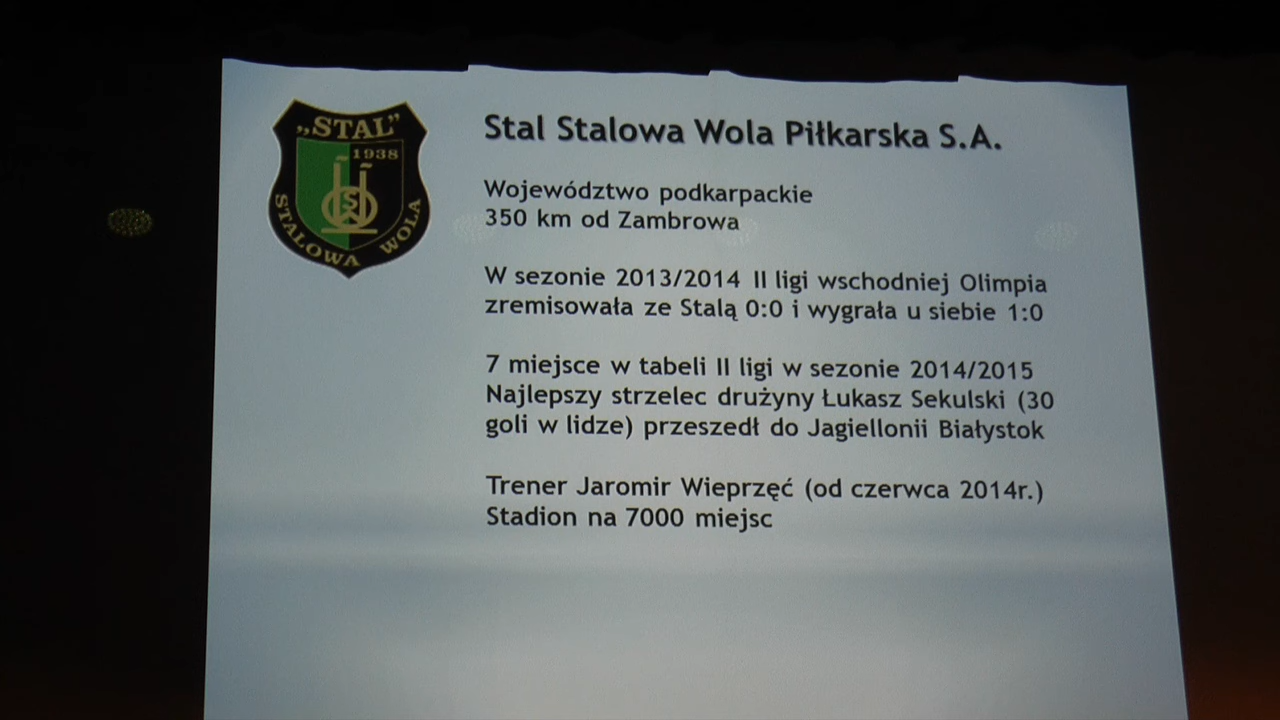 „STAL”
1938
STALOWA WOLA
Stal Stalowa Wola Piłkarska S.A.
Województwo podkarpackie
350 km od Zambrowa
W sezonie 2013/2014 II ligi wschodniej Olimpia
zremisowała ze Stalą 0:0 i wygrała u siebie 1:0
7 miejsce w tabeli II ligi w sezonie 2014/2015
Najlepszy strzelec drużyny Łukasz Sekulski (30
goli w lidze) przeszedł do Jagiellonii Białystok
Trener Jaromir Wieprzęć (od czerwca 2014r.)
Stadion na 7000 miejsc